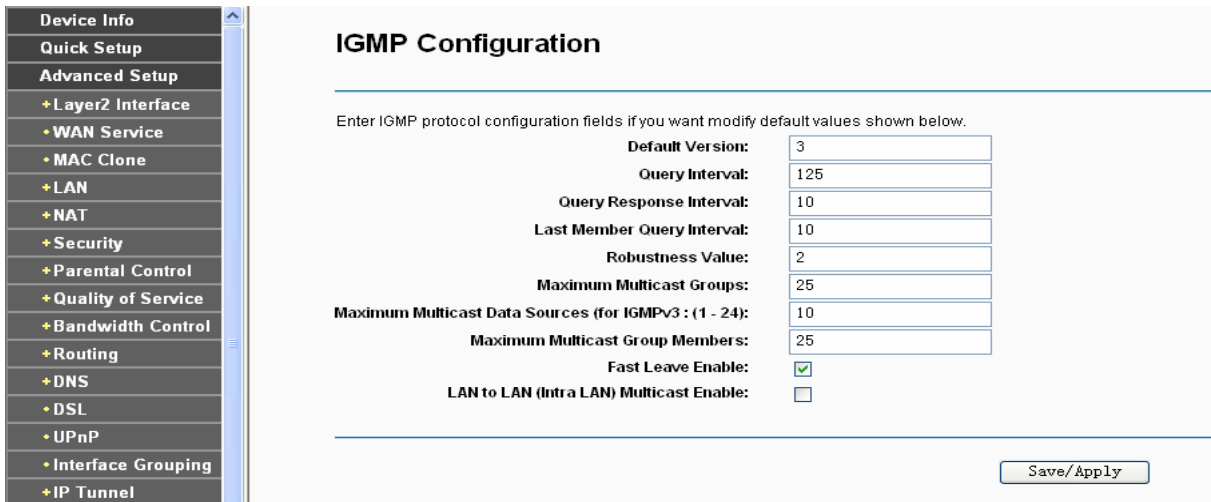 Device Info
Quick Setup
Advanced Setup
+Layer2 Interface
•WAN Service
•MAC Clone
+LAN
+NAT
+Security
+Parental Control
+Quality of Service
+Bandwidth Control
+Routing
+DNS
•DSL
•UPnP
•Interface Grouping
+IP Tunnel
IGMP Configuration
Enter IGMP protocol configuration fields if you want modify default values shown below.
Default Version: 3
Query Interval: 125
Query Response Interval: 10
Last Member Query Interval: 10
Robustness Value: 2
Maximum Multicast Groups: 25
Maximum Multicast Data Sources (for IGMPv3 : (1 - 24): 10
Maximum Multicast Group Members: 25
Fast Leave Enable:
LAN to LAN (Intra LAN) Multicast Enable:
Save/Apply